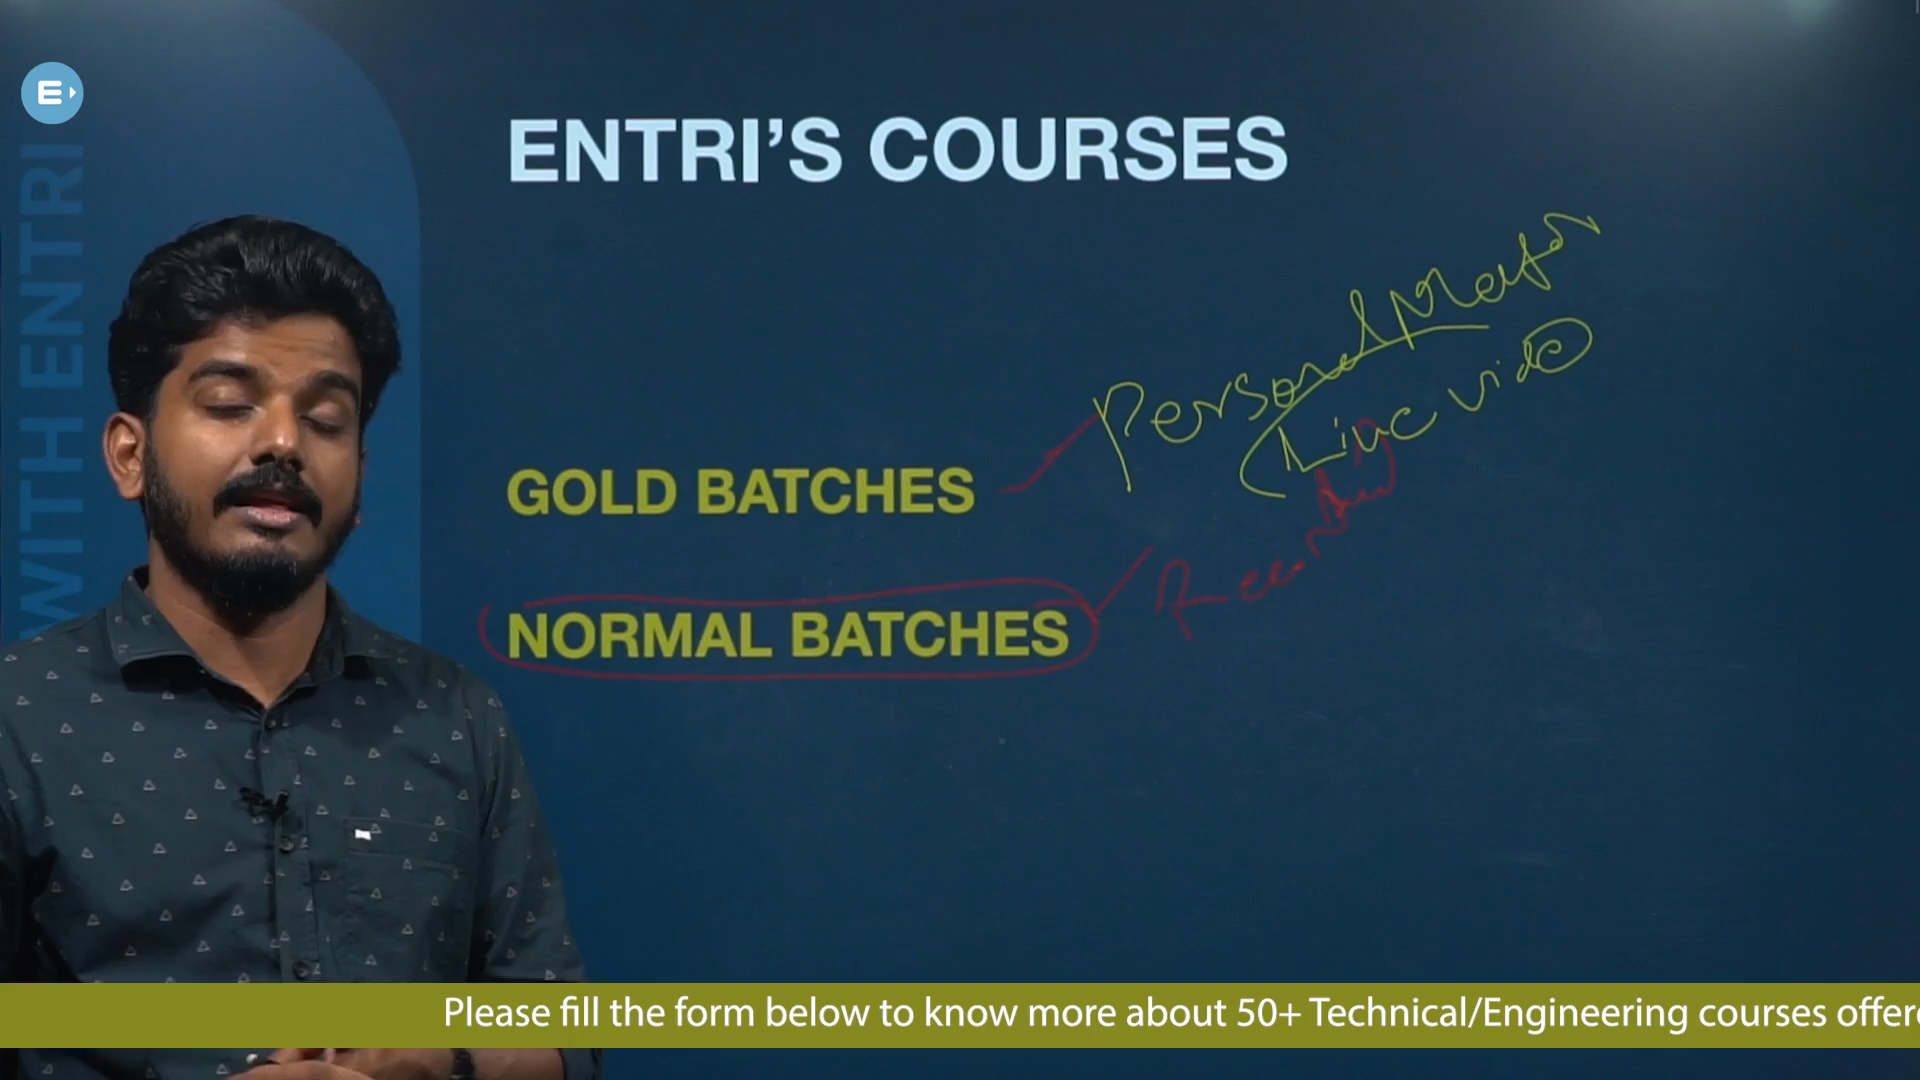 E
WITH ENTRI
ENTRI’S COURSES
Personal Mentor
Live video
GOLD BATCHES
NORMAL BATCHES
Please fill the form below to know more about 50+ Technical/Engineering courses offer